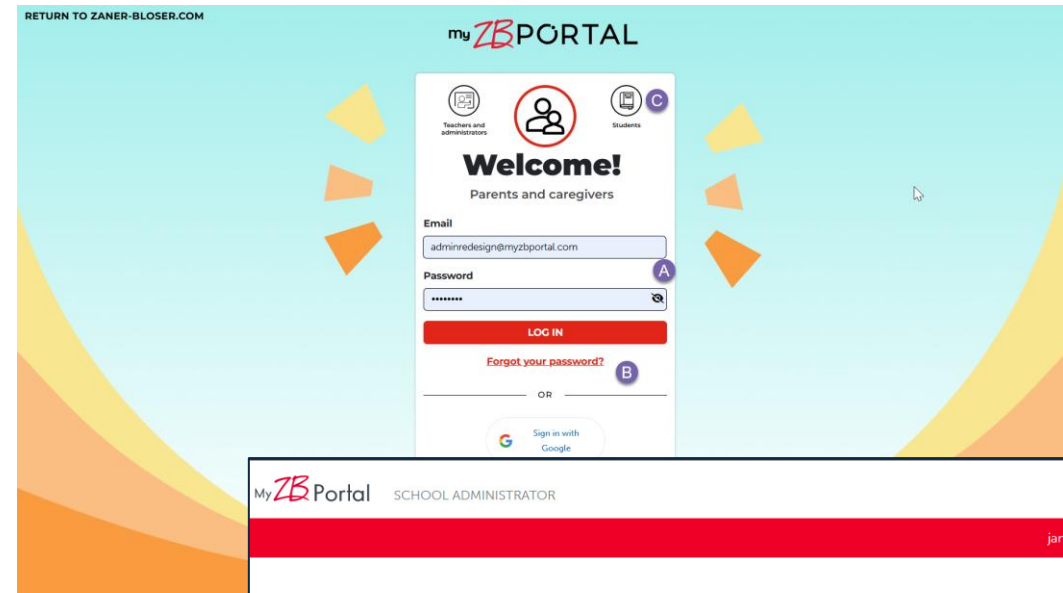 RETURN TO ZANER-BLOSER.COM
my ZB PORTAL
Teachers and
administrators
Students
C
Welcome!
Parents and caregivers
Email
adminredesign@myzbportal.com
A
Password
••••••••
LOG IN
Forgot your password?
B
OR
Sign in with
Google
My ZB Portal SCHOOL ADMINISTRATOR
jan